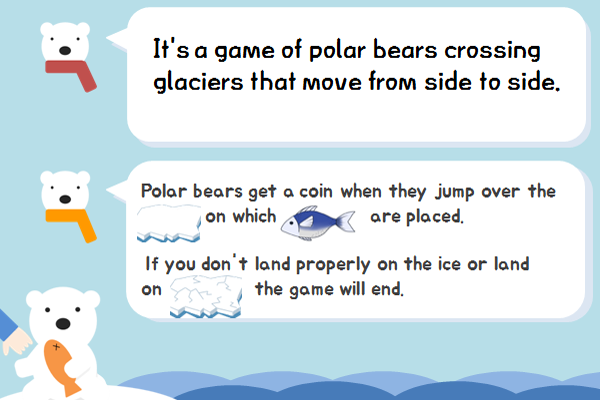 It's a game of polar bears crossing
glaciers that move from side to side.
Polar bears get a coin when they jump over the
on which are placed.
If you don't land properly on the ice or land
on the game will end.